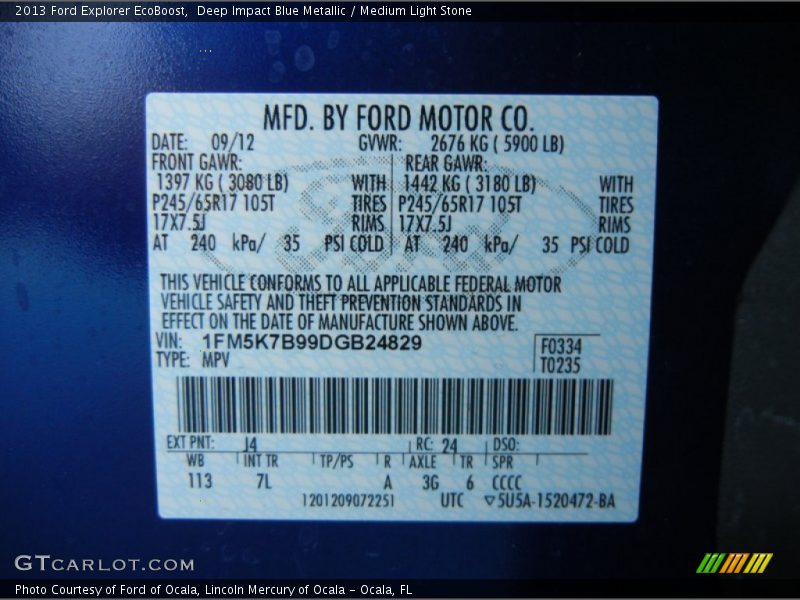 2013 Ford Explorer EcoBoost,  Deep Impact Blue Metallic / Medium Light Stone
MFD. BY FORD MOTOR CO.
DATE: 09/12 GVWR: 2676 KG ( 5900 LB)
FRONT GAWR: REAR GAWR:
1397 KG ( 3080 LB) WITH 1442 KG ( 3180 LB) WITH
P245/65R17 105T TIRES P245/65R17 105T TIRES
17X7.5J RIMS 17X7.5J RIMS
AT 240 kPa/ 35 PSI COLD AT 240 kPa/ 35 PSI COLD
THIS VEHICLE CONFORMS TO ALL APPLICABLE FEDERAL MOTOR
VEHICLE SAFETY AND THEFT PREVENTION STANDARDS IN
EFFECT ON THE DATE OF MANUFACTURE SHOWN ABOVE.
VIN: 1FM5K7B99DGB24829 F0334
TYPE: MPV T0235
EXT PNT: J4 RC: 24 DSO:
WB INT TR TP/PS R AXLE TR SPR
113 7L A 3G 6 CCCC
1201209072251 UTC ▽5U5A-1520472-BA
GTCARLOT.COM
Photo Courtesy of Ford of Ocala, Lincoln Mercury of Ocala - Ocala, FL